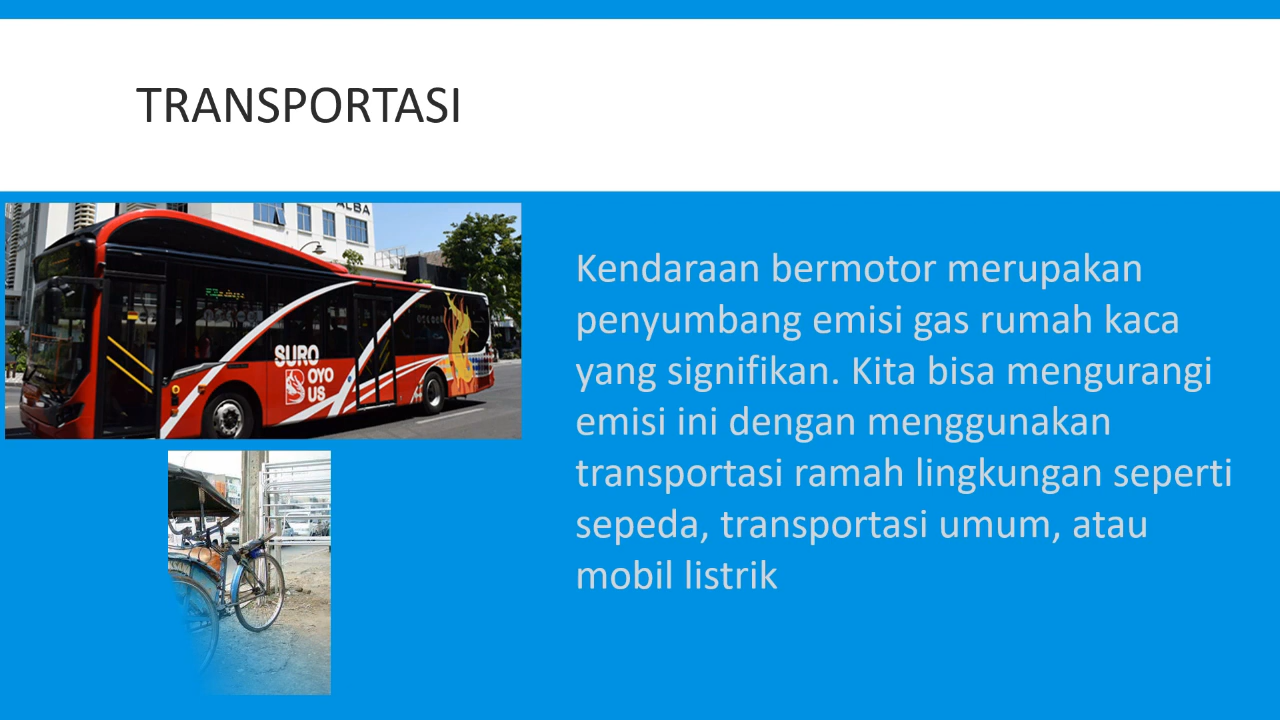 TRANSPORTASI
ALBA
SURO
BOYO
BUS
Kendaraan bermotor merupakan
penyumbang emisi gas rumah kaca
yang signifikan. Kita bisa mengurangi
emisi ini dengan menggunakan
transportasi ramah lingkungan seperti
sepeda, transportasi umum, atau
mobil listrik